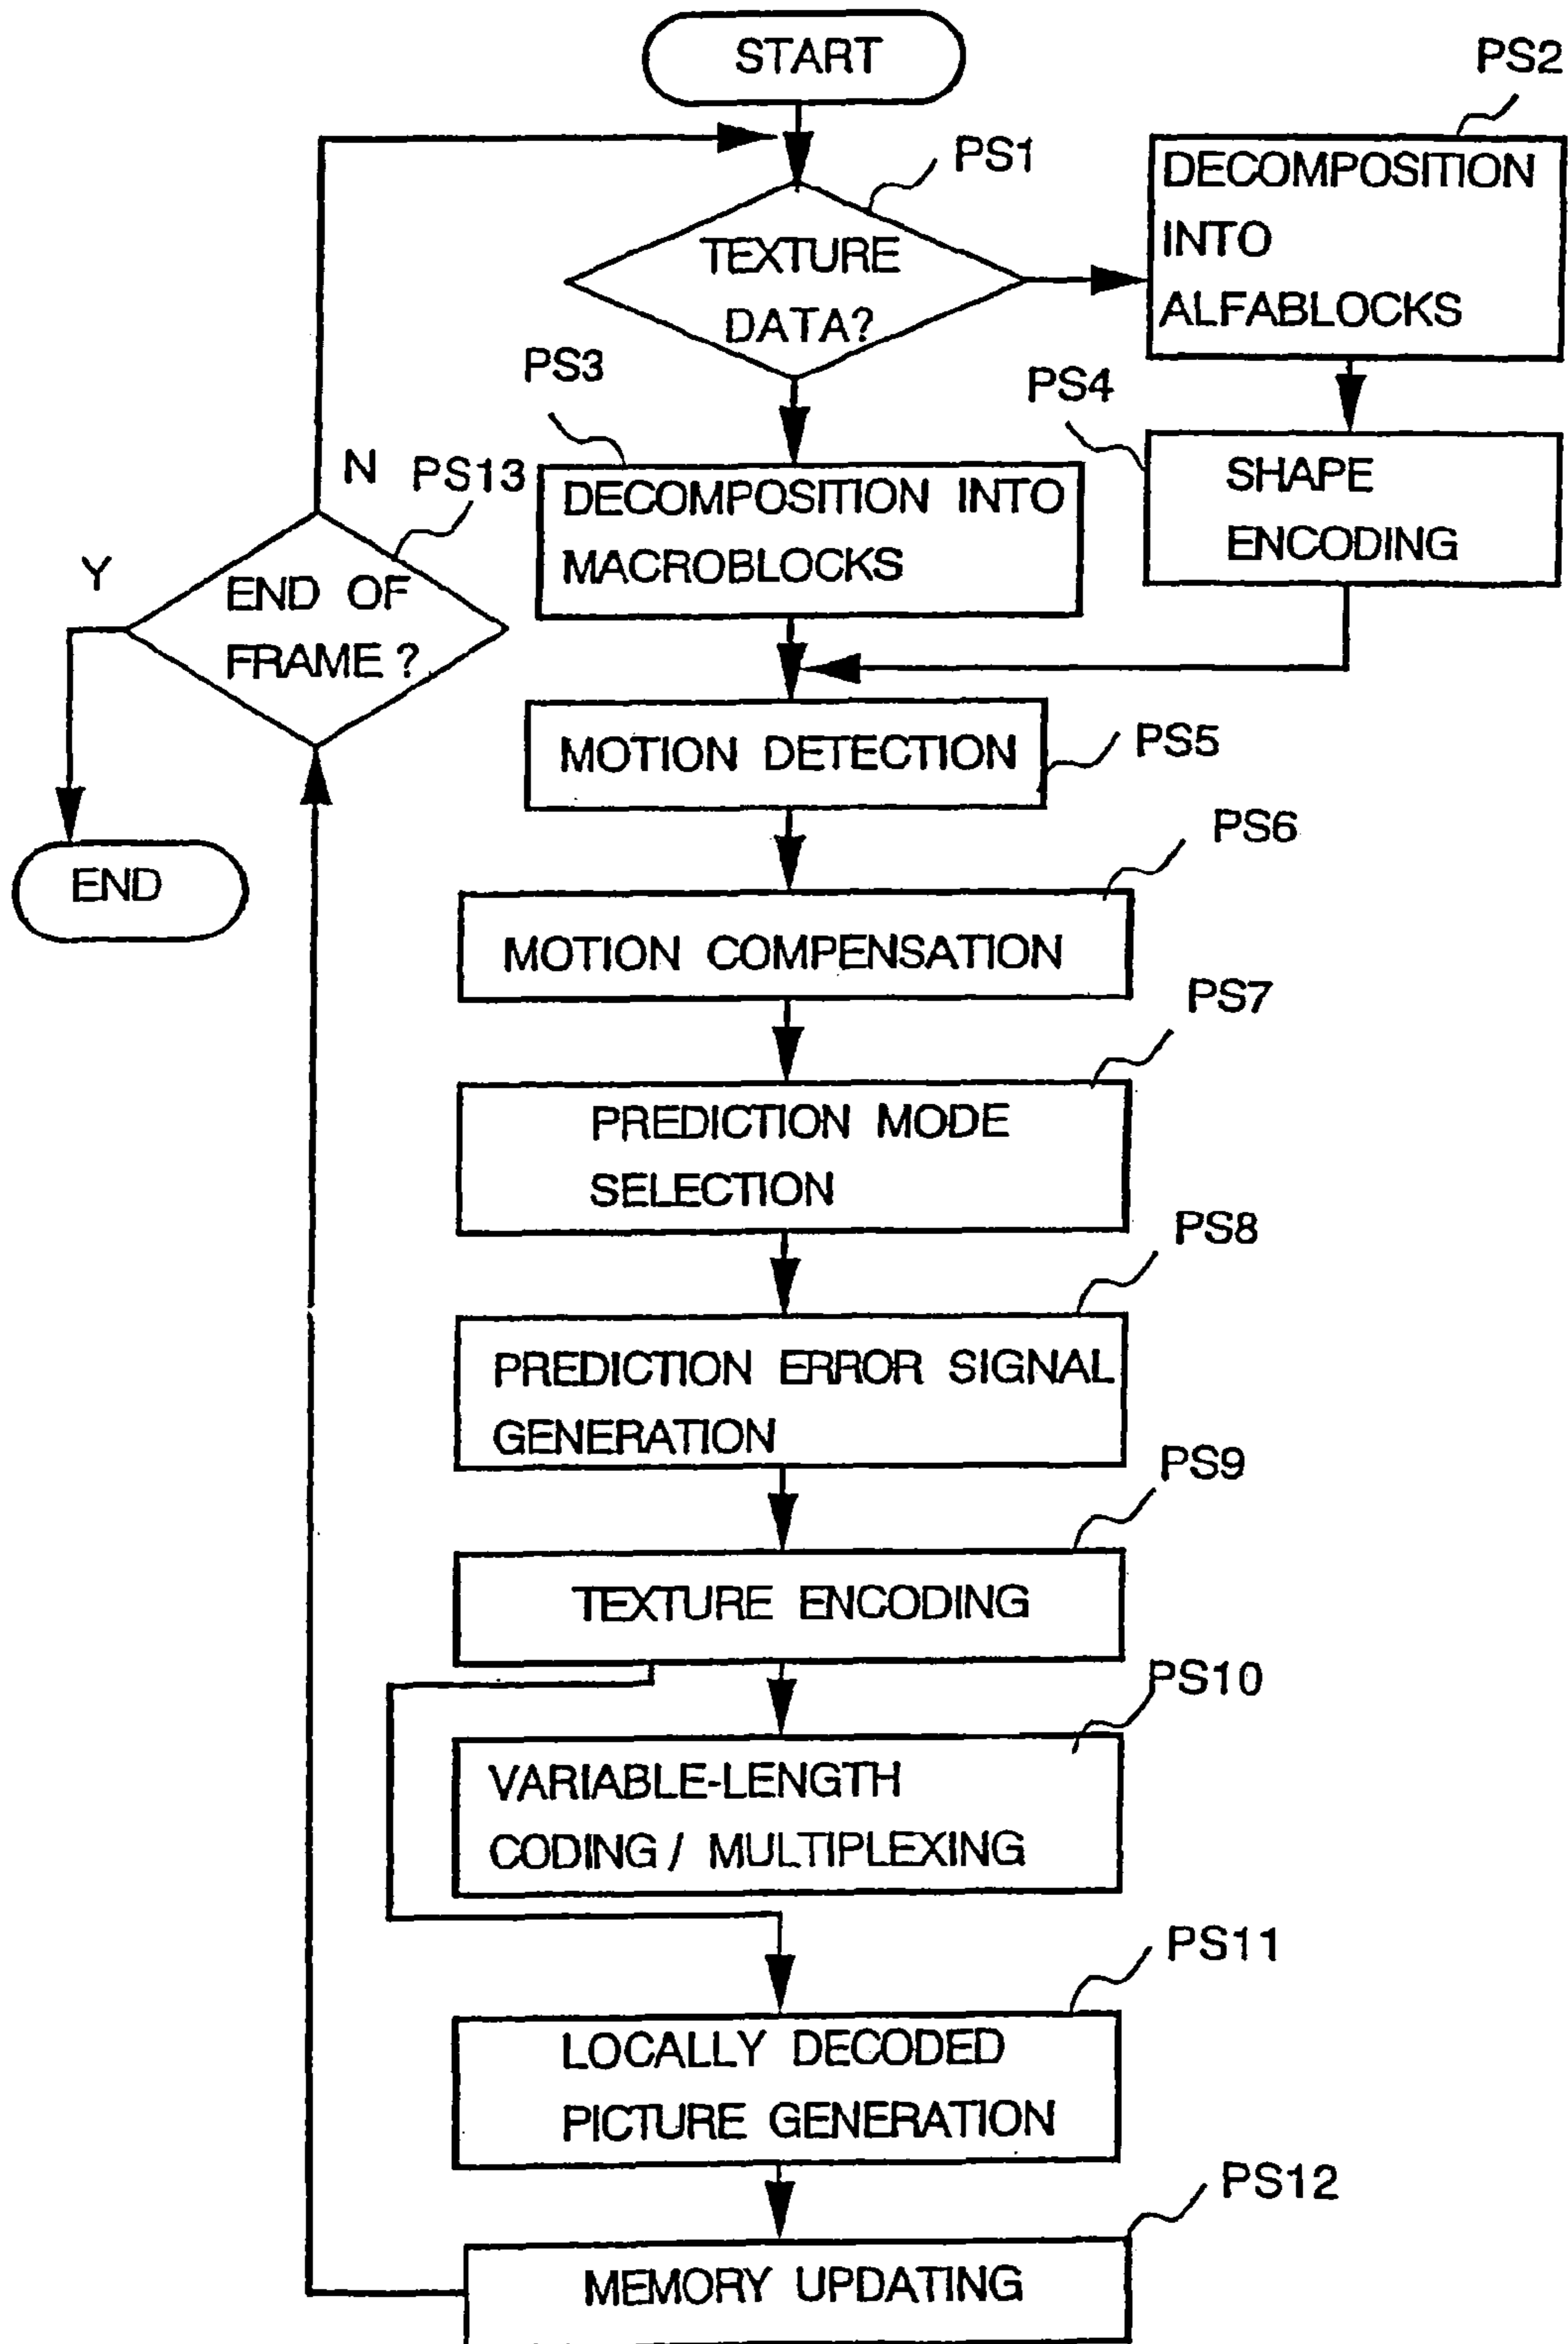 START
PS2
PS1
DECOMPOSITION
INTO
ALFABLOCKS
TEXTURE
DATA?
PS3
PS4
SHAPE
ENCODING
N
PS13
DECOMPOSITION INTO
MACROBLOCKS
Y
END OF
FRAME ?
MOTION DETECTION
PS5
END
PS6
MOTION COMPENSATION
PS7
PREDICTION MODE
SELECTION
PS8
PREDICTION ERROR SIGNAL
GENERATION
PS9
TEXTURE ENCODING
PS10
VARIABLE-LENGTH
CODING / MULTIPLEXING
PS11
LOCALLY DECODED
PICTURE GENERATION
PS12
MEMORY UPDATING